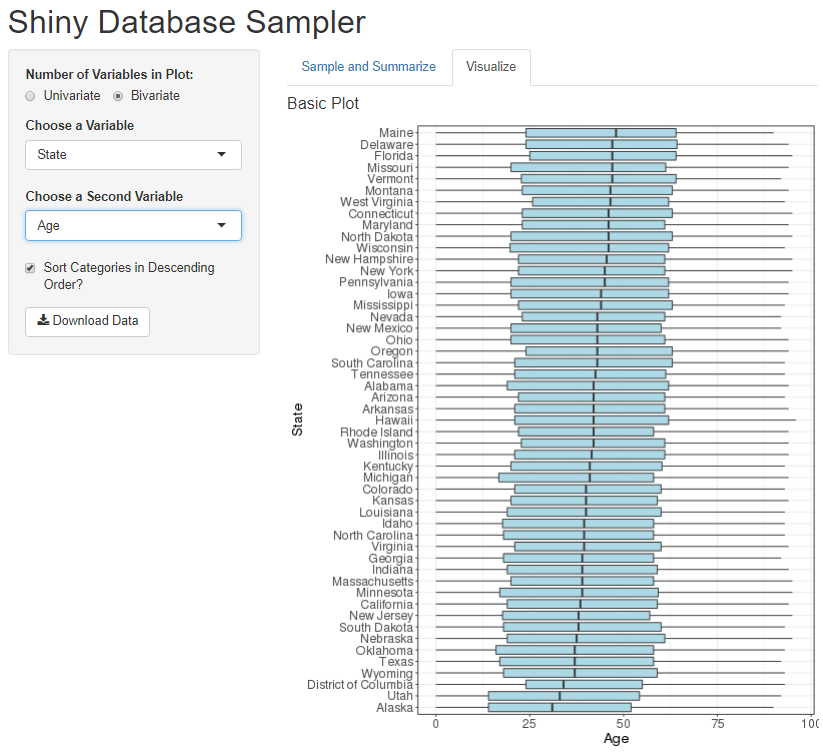 Shiny Database Sampler
Number of Variables in Plot:
Univariate Bivariate
Choose a Variable
State
Choose a Second Variable
Age
Sort Categories in Descending
Order?
Download Data
Sample and Summarize Visualize
Basic Plot
Maine
Delaware
Florida
Missouri
Vermont
Montana
West Virginia
Connecticut
Maryland
North Dakota
Wisconsin
New Hampshire
New York
Pennsylvania
Iowa
Mississippi
Nevada
New Mexico
Ohio
Oregon
South Carolina
Tennessee
Alabama
Arizona
Arkansas
Hawaii
Rhode Island
Washington
Illinois
Kentucky
Michigan
Colorado
Kansas
Louisiana
Idaho
North Carolina
Virginia
Georgia
Indiana
Massachusetts
Minnesota
California
New Jersey
South Dakota
Nebraska
Oklahoma
Texas
Wyoming
District of Columbia
Utah
Alaska
State
0 25 50 75 100
Age